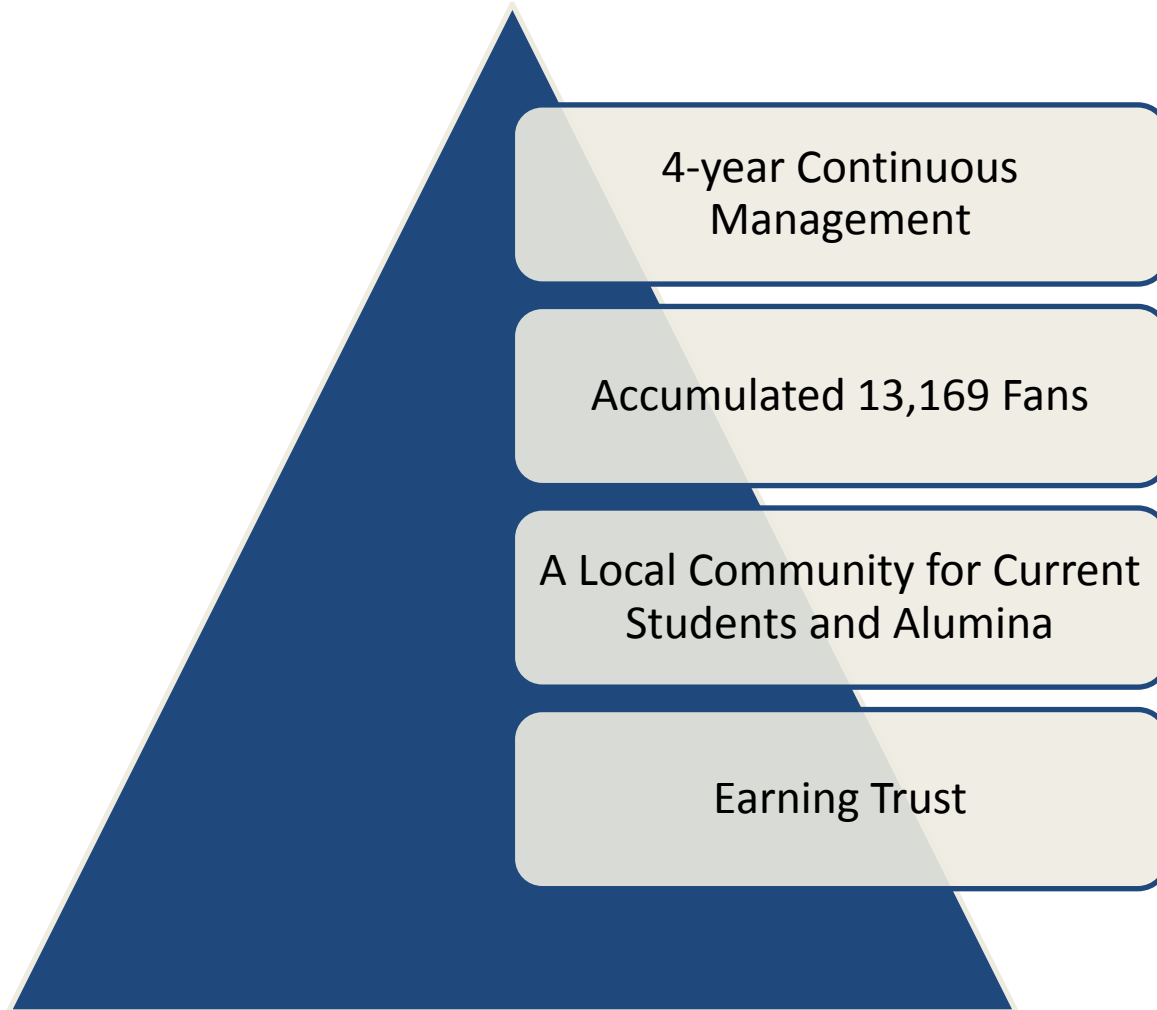 4-year Continuous
Management
Accumulated 13,169 Fans
A Local Community for Current
Students and Alumina
Earning Trust